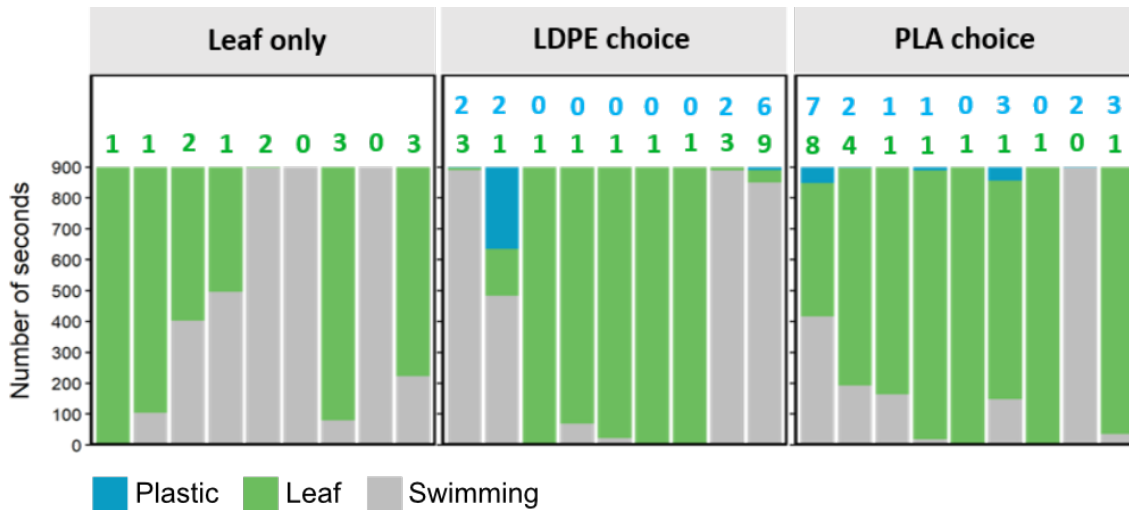 Leaf only LDPE choice PLA choice
2 2 0 0 0 0 0 2 6 7 2 1 1 0 3 0 2 3
1 1 2 1 2 0 3 0 3 3 1 1 1 1 1 1 3 9 8 4 1 1 1 1 1 0 1
Number of seconds
900
800
700
600
500
400
300
200
100
0
Plastic Leaf Swimming